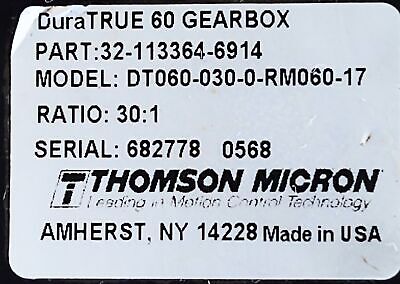 DuraTRUE 60 GEARBOX
PART:32-113364-6914
MODEL: DT060-030-0-RM060-17
RATIO: 30:1
SERIAL: 682778 0568
THOMSON MICRON
Leading in Motion Control Technology
AMHERST, NY 14228 Made in USA